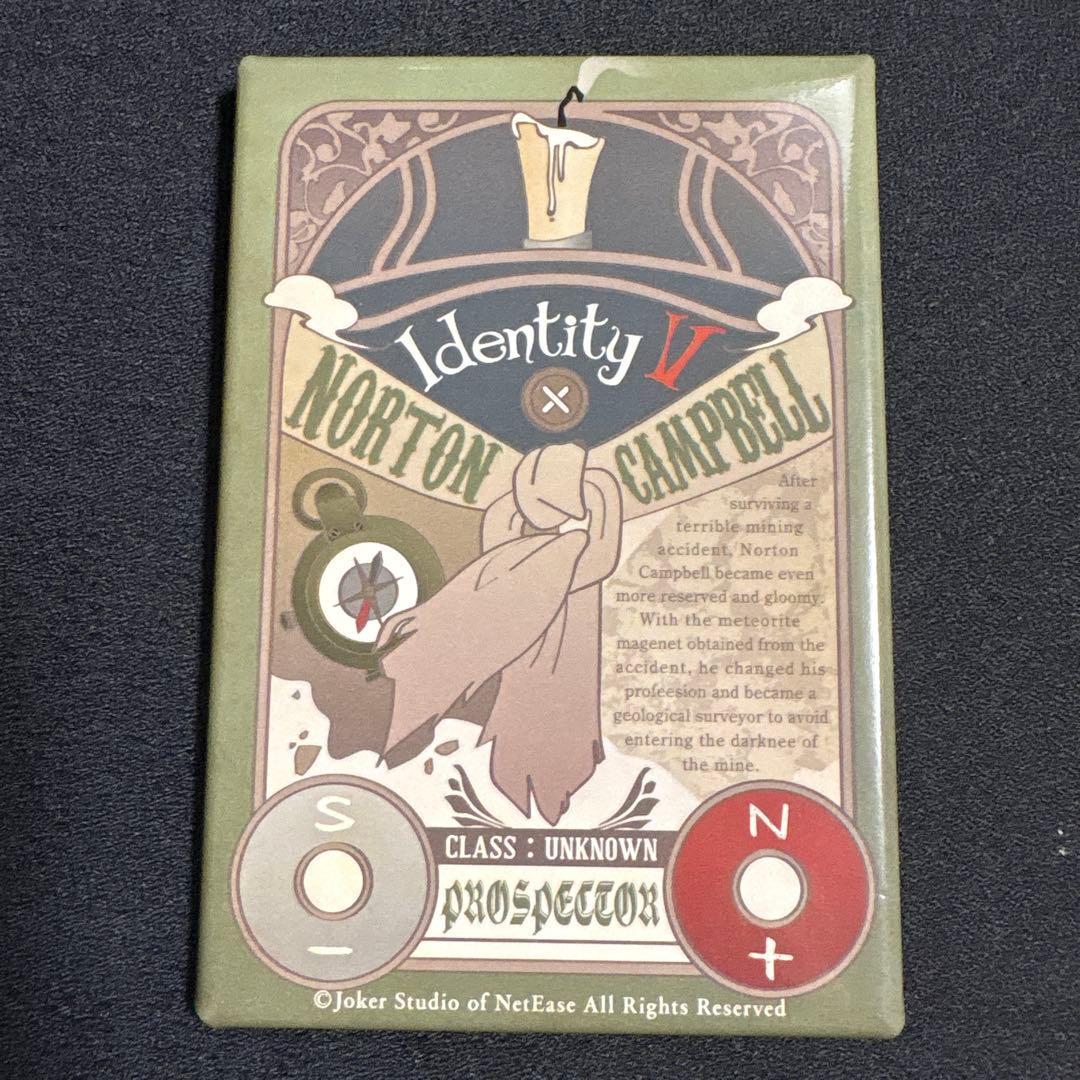 Identity V
NORTON
CAMPBELL
After
surviving a
terrible mining
accident, Norton
Campbell became even
more reserved and gloomy.
With the meteorite
magenet obtained from the
accident, he changed his
profeesion and became a
geological surveyor to avoid
entering the darknee of
the mine.
S
−
N
+
CLASS : UNKNOWN
PROSPECTOR
©Joker Studio of NetEase All Rights Reserved